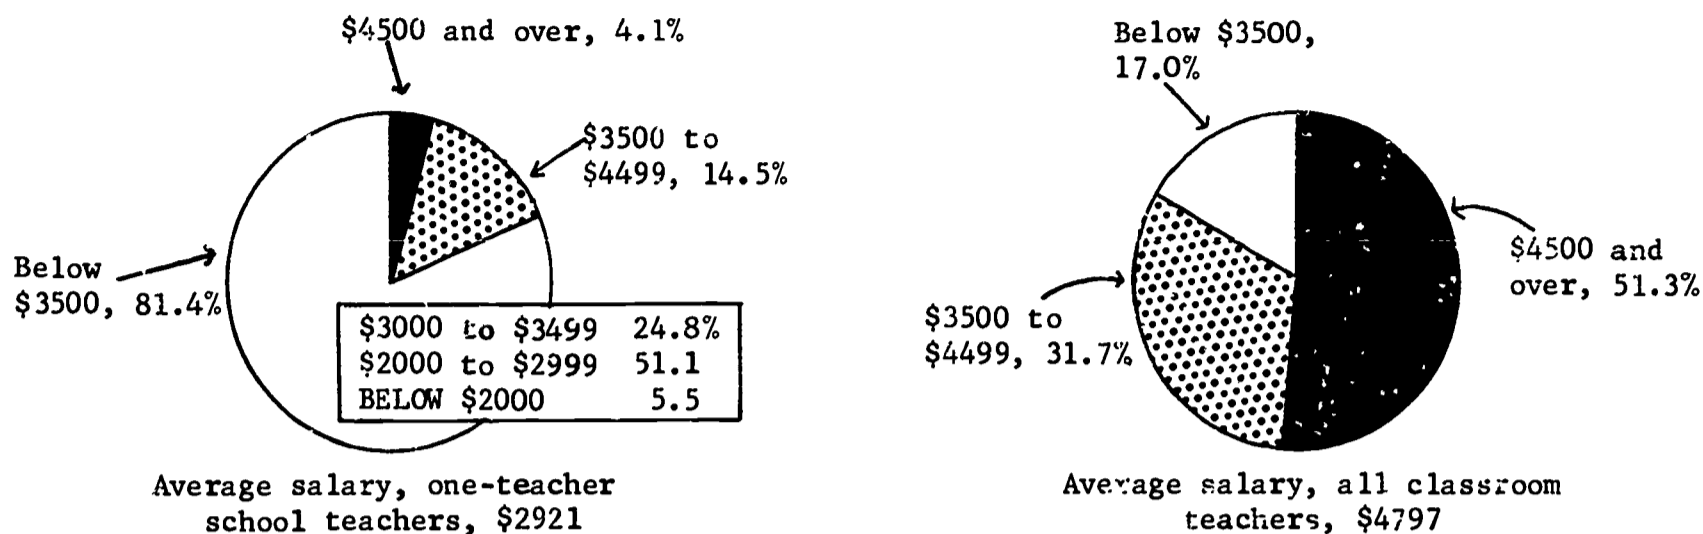 $4500 and over, 4.1%
$3500 to
$4499, 14.5%
Below
$3500, 81.4%
$3000 to $3499 24.8%
$2000 to $2999 51.1
BELOW $2000 5.5
Average salary, one-teacher
school teachers, $2921
Below $3500,
17.0%
$4500 and
over, 51.3%
$3500 to
$4499, 31.7%
Average salary, all classroom
teachers, $4797